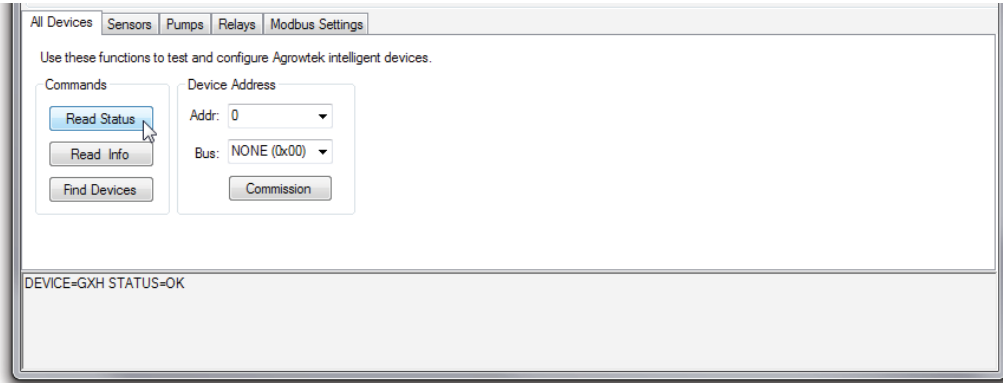 All Devices Sensors Pumps Relays Modbus Settings
Use these functions to test and configure Agrowtek intelligent devices.
Commands
Read Status
Read Info
Find Devices
Device Address
Addr: 0
Bus: NONE (0x00)
Commission
DEVICE=GXH STATUS=OK